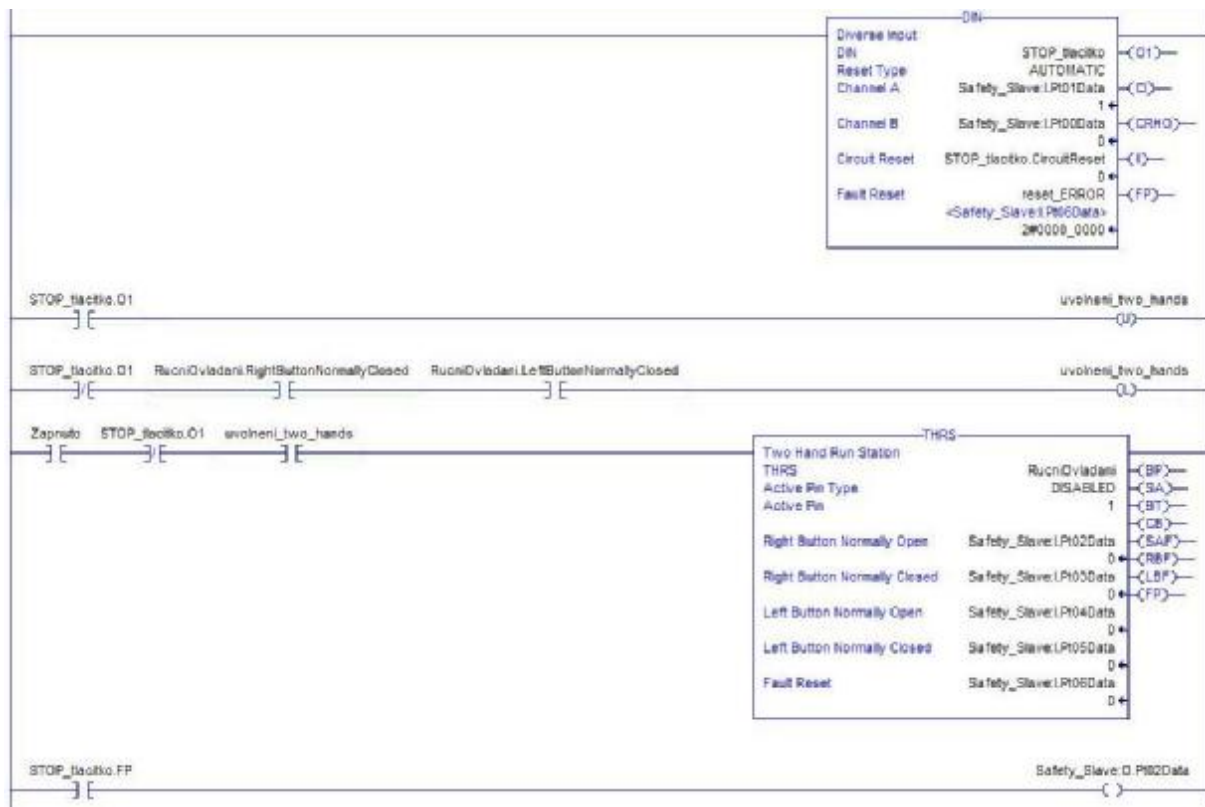 DIN
Diverse Input
DIN STOP_tlacitko (O1)
Reset Type AUTOMATIC
Channel A Safety_Slave:I.Pt01Data (CI)
1
Channel B Safety_Slave:I.Pt00Data (CRHO)
0
Circuit Reset STOP_tlacitko.CircuitReset (II)
0
Fault Reset reset_ERROR (FP)
<Safety_Slave:I.Pt06Data>
2#0000_0000
STOP_tlacitko.O1 uvolneni_two_hands
U
STOP_tlacitko.O1 RucniOvladani.RightButtonNormallyClosed RucniOvladani.LeftButtonNormallyClosed uvolneni_two_hands
L
Zapnuto STOP_tlacitko.O1 uvolneni_two_hands
THRS
Two Hand Run Station
THRS RucniOvladani (BP)
Active Pin Type DISABLED (SA)
Active Pin 1 (BT)
(CB)
Right Button Normally Open Safety_Slave:I.Pt02Data (SAF)
0 (RBF)
Right Button Normally Closed Safety_Slave:I.Pt03Data (LBF)
0 (FP)
Left Button Normally Open Safety_Slave:I.Pt04Data
0
Left Button Normally Closed Safety_Slave:I.Pt05Data
0
Fault Reset Safety_Slave:I.Pt06Data
0
STOP_tlacitko.FP Safety_Slave:O.Pt02Data